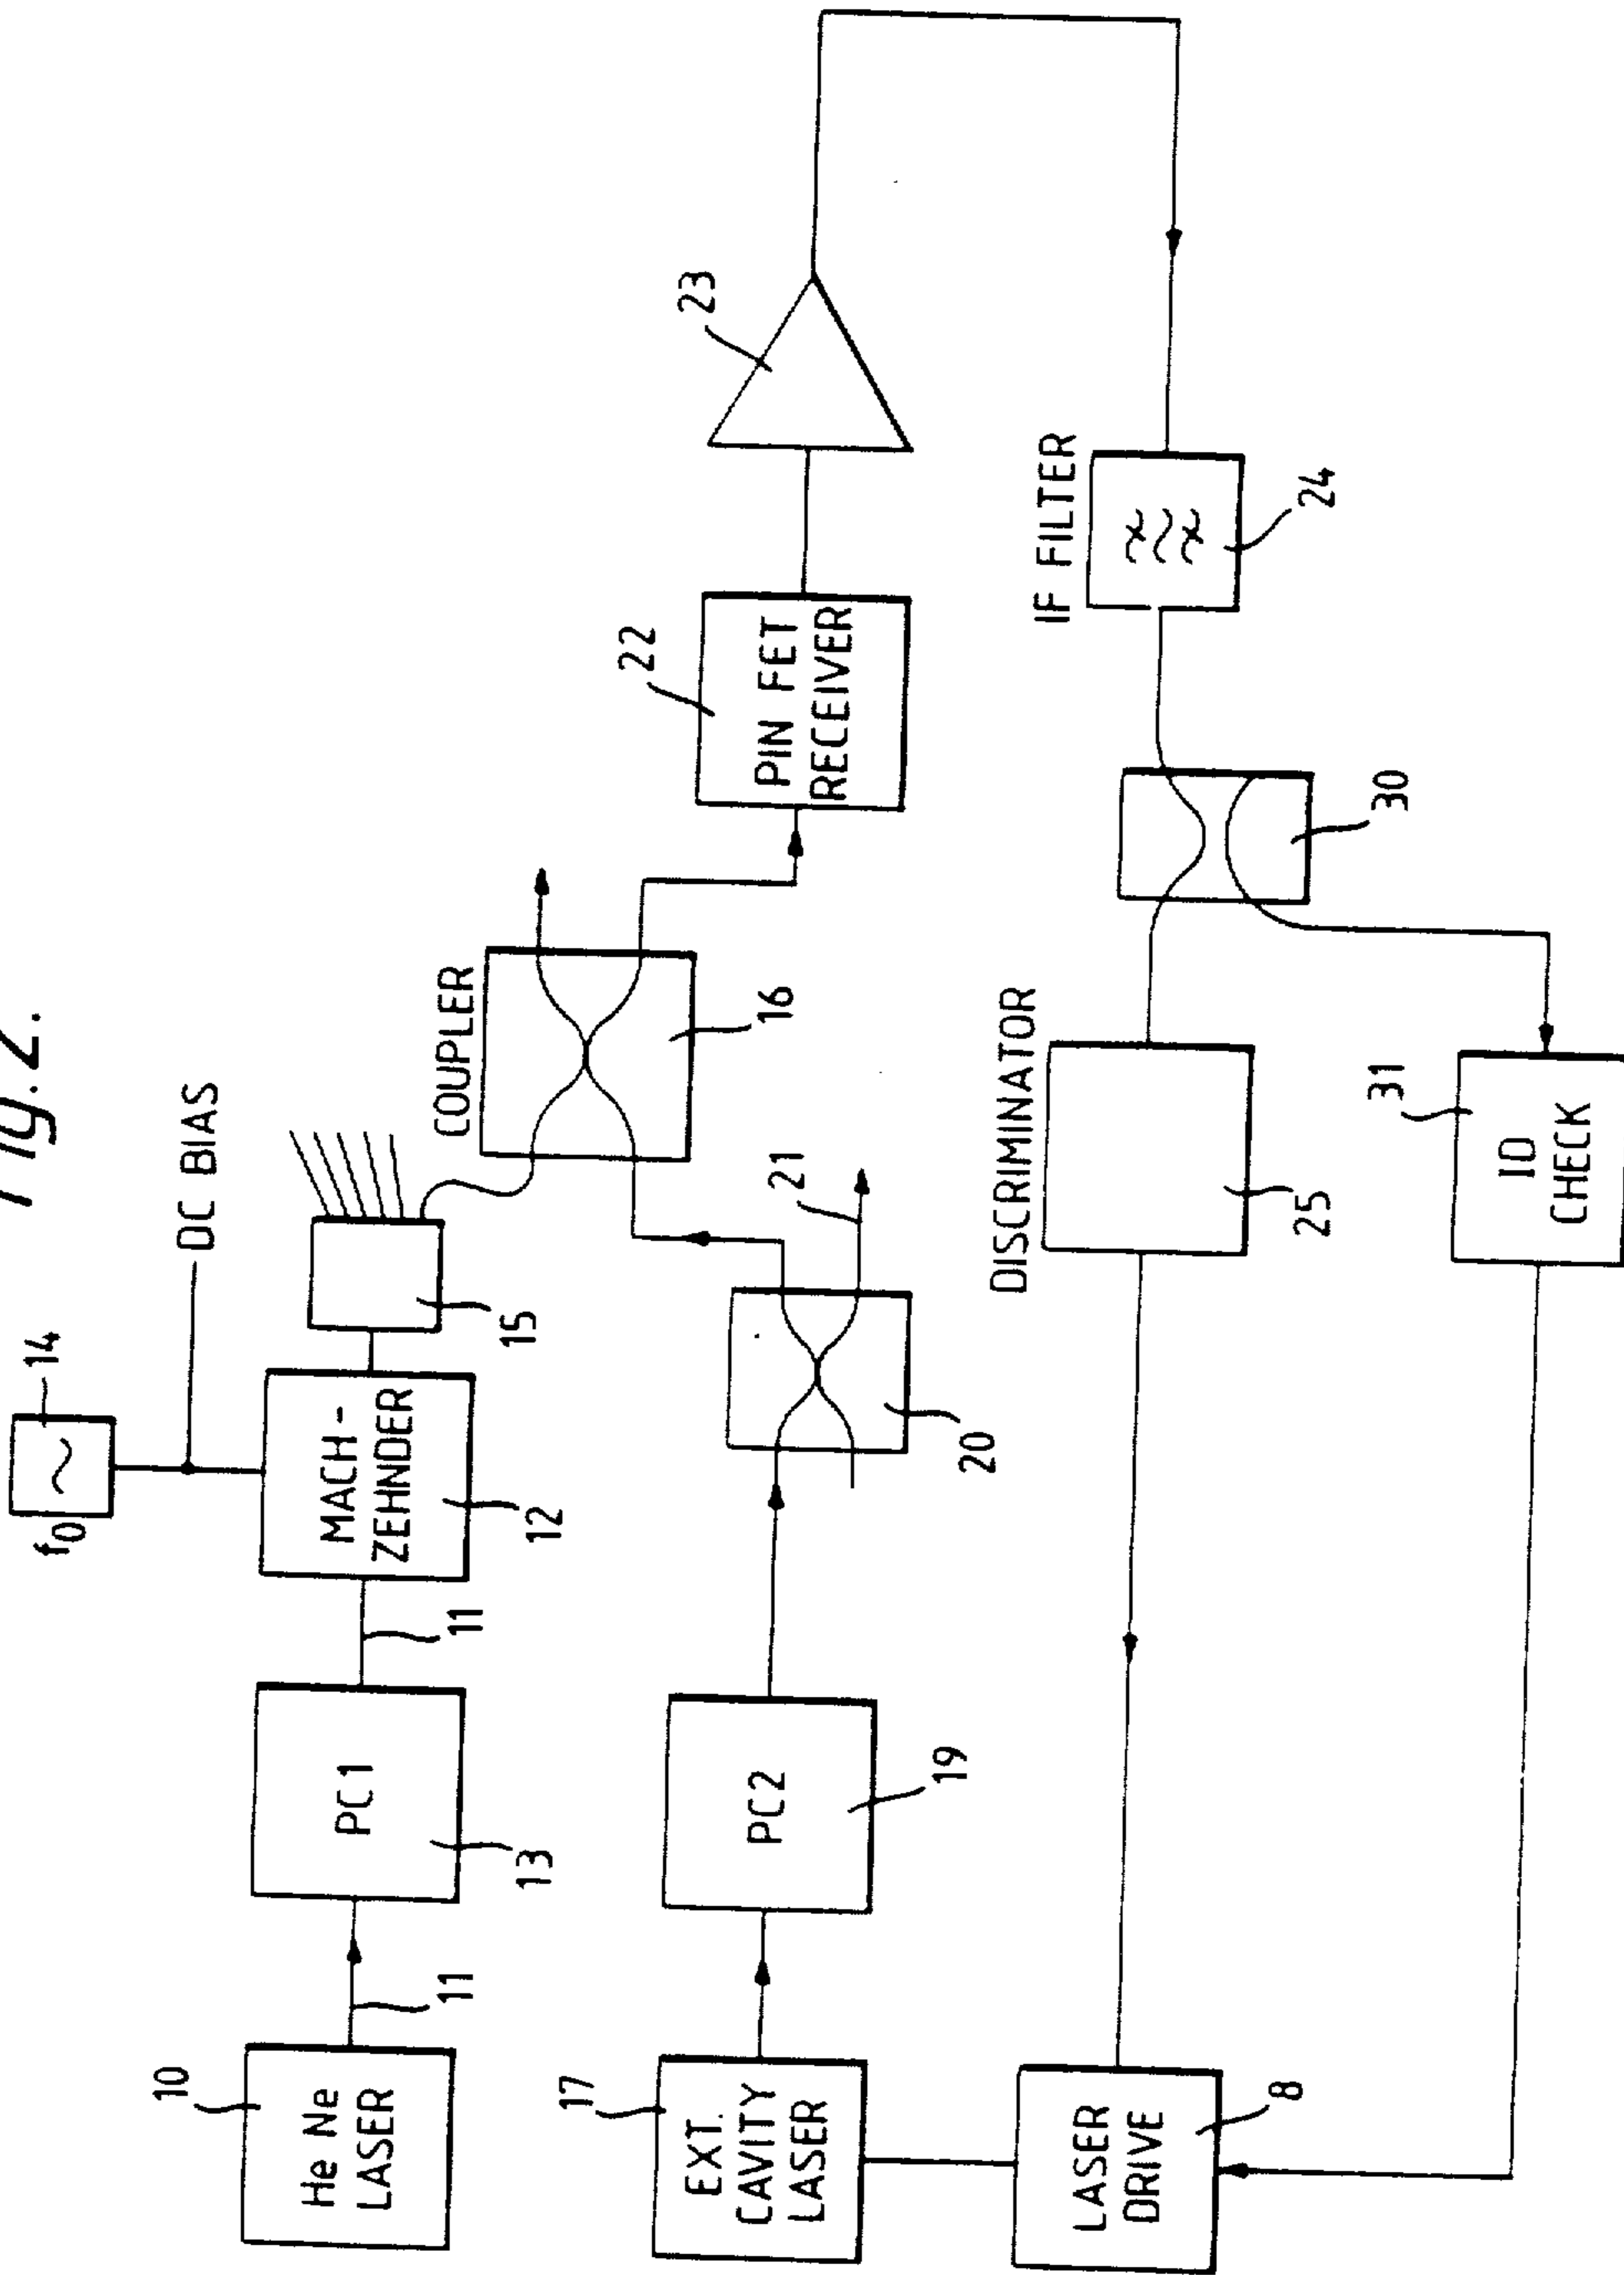 Fig.2.
f0
14
DC BIAS
10
He Ne
LASER
11
PC1
13
11
MACH-
ZEHNDER
12
15
COUPLER
16
17
EXT.
CAVITY
LASER
PC2
19
20
21
22
PIN FET
RECEIVER
23
LASER
DRIVE
8
DISCRIMINATOR
25
30
IF FILTER
24
31
ID
CHECK